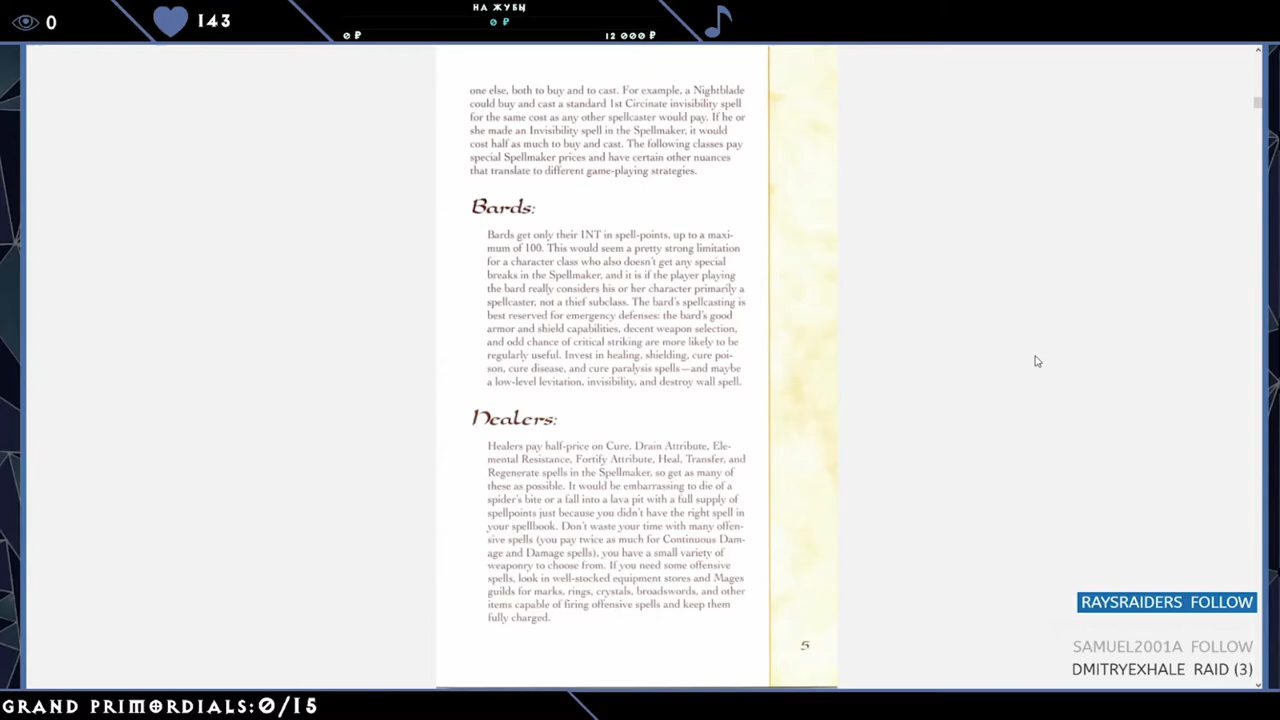 0
143
НА ЖУБЫ
0 ₽
0 ₽
12 000 ₽
one else, both to buy and to cast. For example, a Nightblade
could buy and cast a standard 1st Circinate invisibility spell
for the same cost as any other spellcaster would pay. If he or
she made an Invisibility spell in the Spellmaker, it would
cost half as much to buy and cast. The following classes pay
special Spellmaker prices and have certain other nuances
that translate to different game-playing strategies.
Bards:
Bards get only their INT in spell-points, up to a maxi-
mum of 100. This would seem a pretty strong limitation
for a character class who also doesn't get any special
breaks in the Spellmaker, and it is if the player playing
the bard really considers his or her character primarily a
spellcaster, not a thief subclass. The bard's spellcasting is
best reserved for emergency defenses: the bard's good
armor and shield capabilities, decent weapon selection,
and odd chance of critical striking are more likely to be
regularly useful. Invest in healing, shielding, cure poi-
son, cure disease, and cure paralysis spells—and maybe
a low-level levitation, invisibility, and destroy wall spell.
Healers:
Healers pay half-price on Cure, Drain Attribute, Ele-
mental Resistance, Fortify Attribute, Heal, Transfer, and
Regenerate spells in the Spellmaker, so get as many of
these as possible. It would be embarrassing to die of a
spider's bite or a fall into a lava pit with a full supply of
spellpoints just because you didn't have the right spell in
your spellbook. Don't waste your time with many offen-
sive spells (you pay twice as much for Continuous Dam-
age and Damage spells), you have a small variety of
weaponry to choose from. If you need some offensive
spells, look in well-stocked equipment stores and Mages
guilds for marks, rings, crystals, broadswords, and other
items capable of firing offensive spells and keep them
fully charged.
5
RAYSRAIDERS FOLLOW
SAMUEL2001A FOLLOW
DMITRYEXHALE RAID (3)
GRAND PRIMORDIALS:0/15